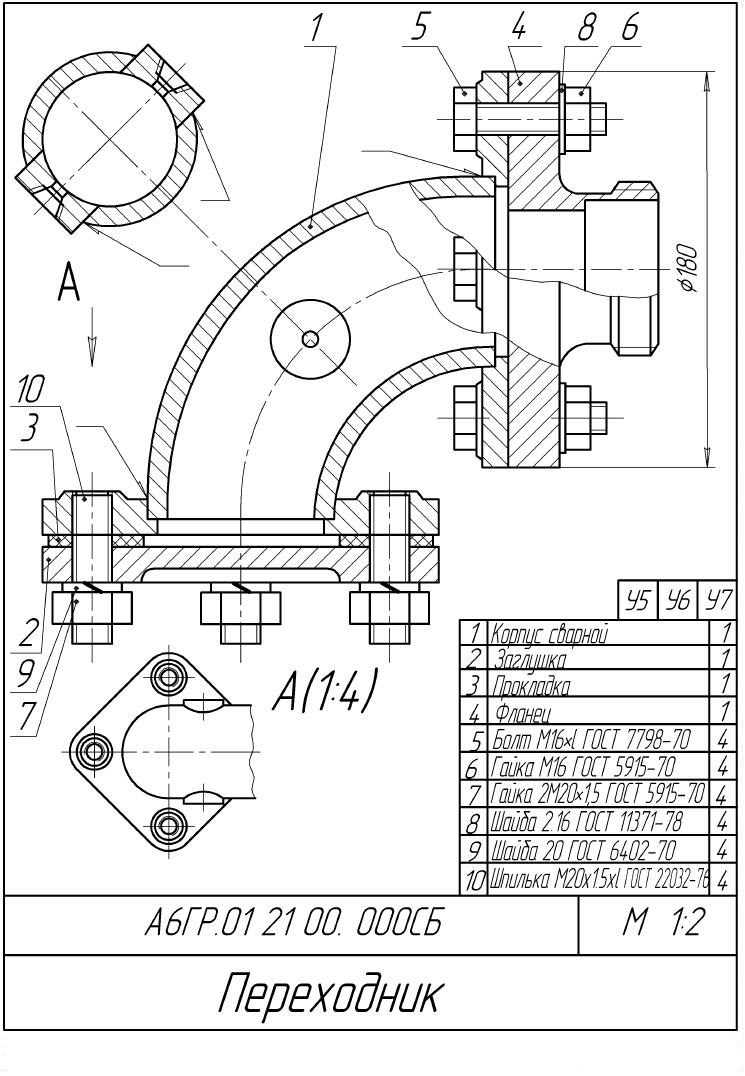 1 5 4 8 6
А
⌀180
10
3
2
9
7
А(1:4)
У5 У6 У7
1 Корпус сварной 1
2 Заглушка 1
3 Прокладка 1
4 Фланец 1
5 Болт М16×l ГОСТ 7798-70 4
6 Гайка М16 ГОСТ 5915-70 4
7 Гайка 2М20×1,5 ГОСТ 5915-70 4
8 Шайба 2.16 ГОСТ 11371-78 4
9 Шайба 20 ГОСТ 6402-70 4
10 Шпилька М20х1.5хl ГОСТ 22032-76 4
А6ГР.01 21 00. 000СБ М 1:2
Переходник